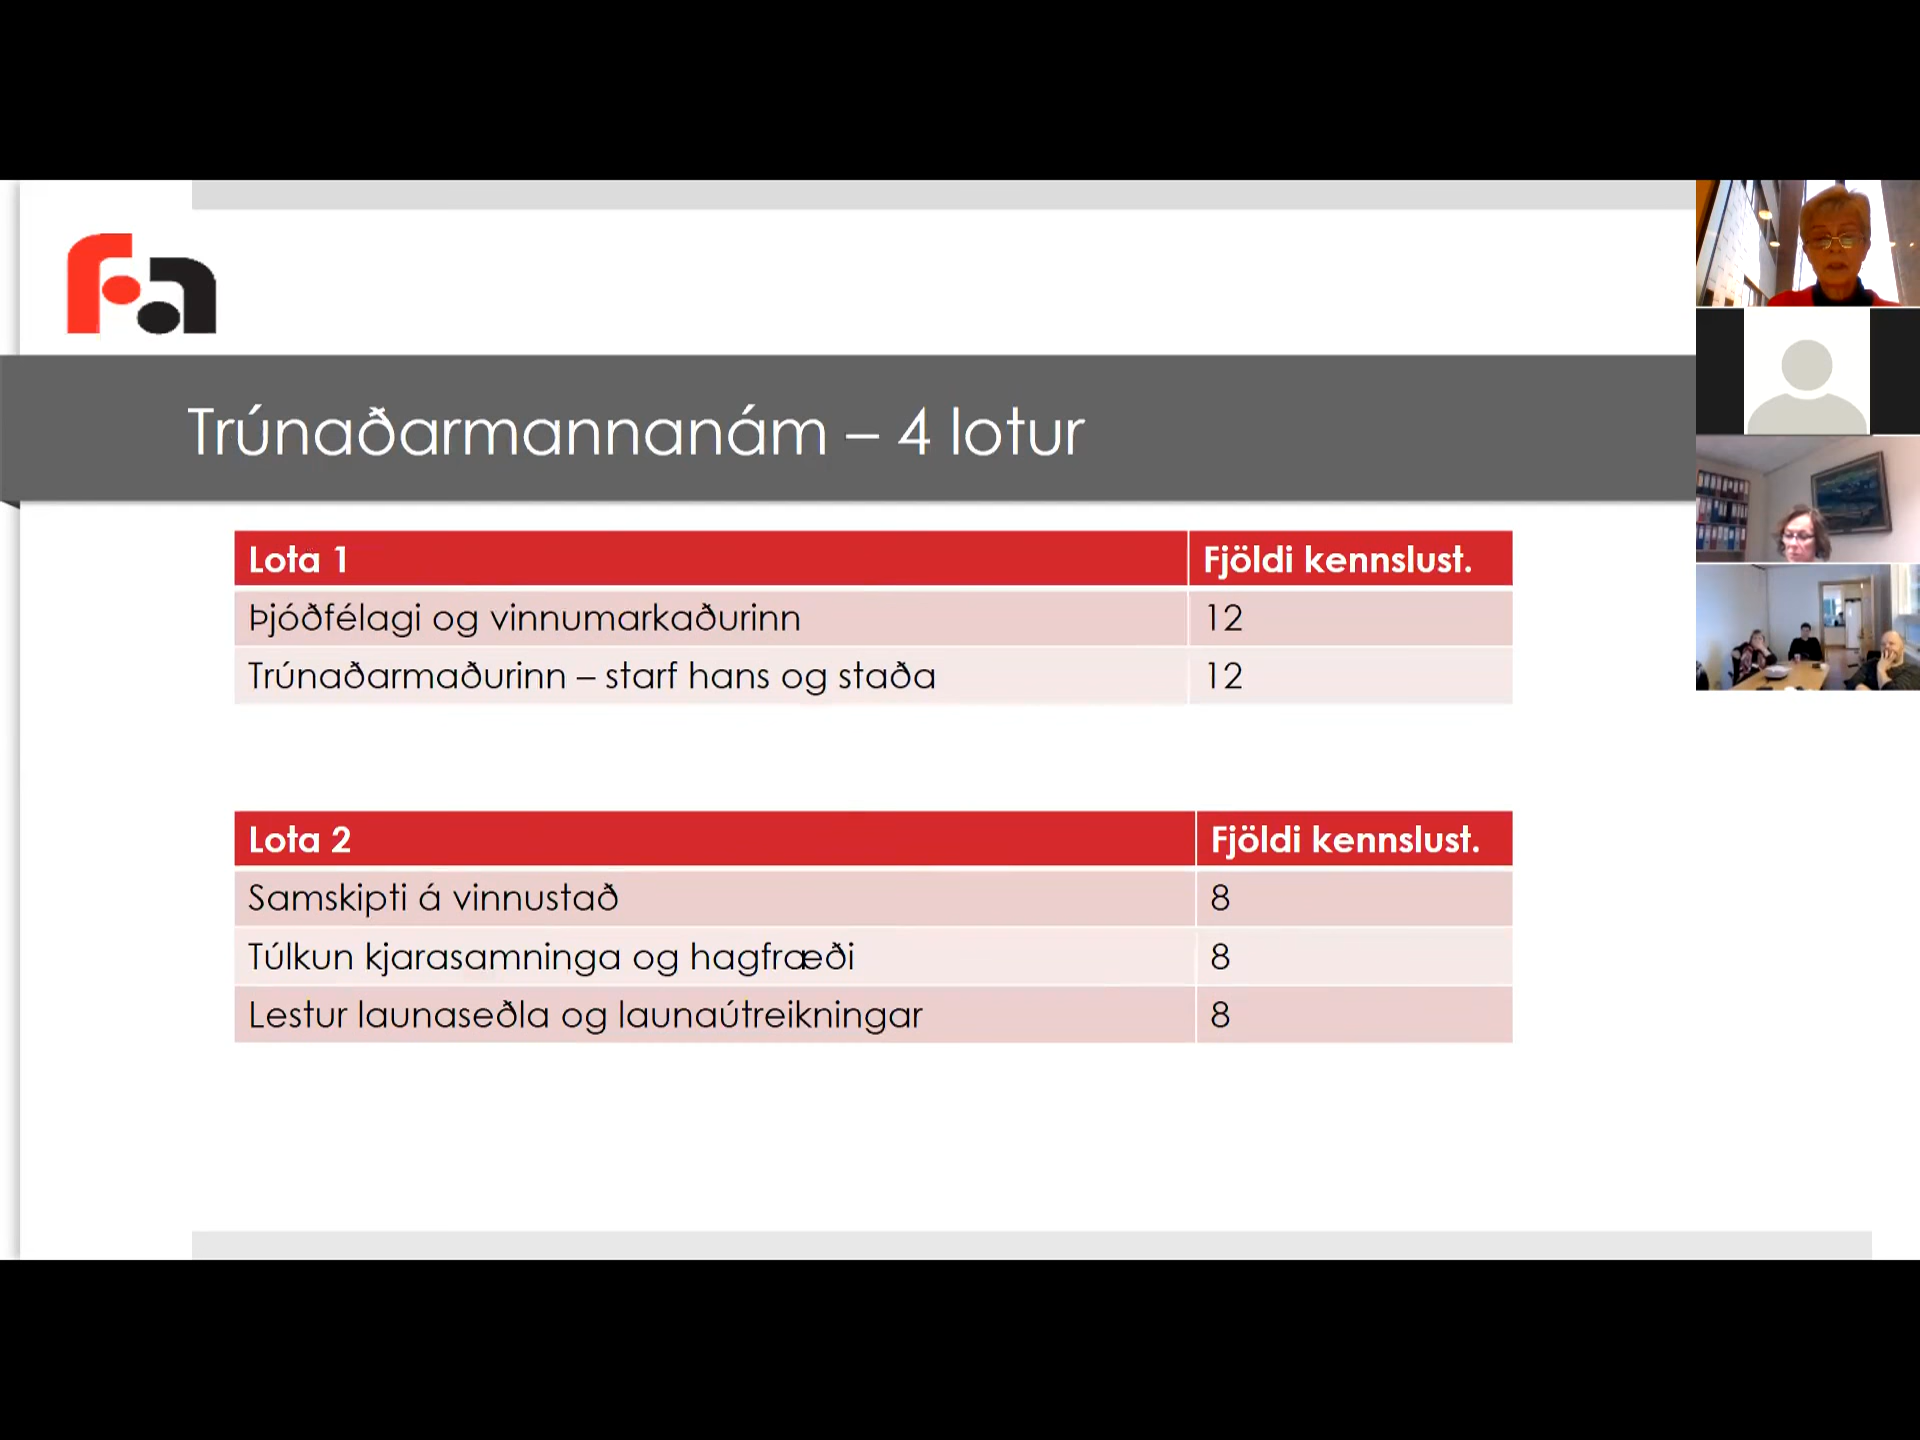 fa
Trúnaðarmannanám – 4 lotur
Lota 1 Fjöldi kennslust.
Þjóðfélagi og vinnumarkaðurinn 12
Trúnaðarmaðurinn – starf hans og staða 12
Lota 2 Fjöldi kennslust.
Samskipti á vinnustað 8
Túlkun kjarasamninga og hagfræði 8
Lestur launaseðla og launaútreikningar 8